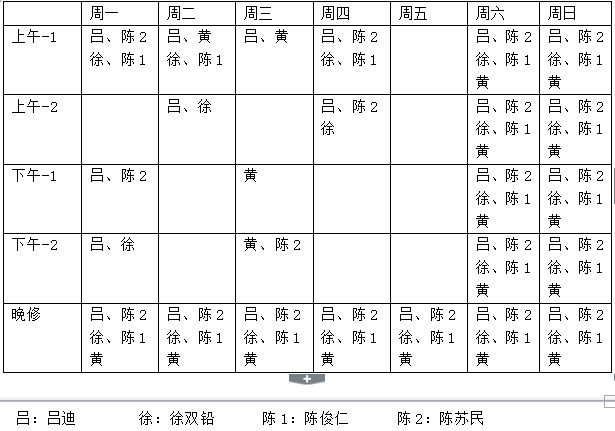 周一 周二 周三 周四 周五 周六 周日
上午-1 吕、陈2 吕、黄 吕、黄 吕、陈2 吕、陈2 吕、陈2
徐、陈1 徐、陈1 徐、陈1 徐、陈1 徐、陈1
黄 黄
上午-2 吕、徐 吕、陈2 吕、陈2 吕、陈2
徐 徐、陈1 徐、陈1
黄 黄
下午-1 吕、陈2 黄 吕、陈2 吕、陈2
徐、陈1 徐、陈1
黄 黄
下午-2 吕、徐 黄、陈2 吕、陈2 吕、陈2
徐、陈1 徐、陈1
黄 黄
晚修 吕、陈2 吕、陈2 吕、陈2 吕、陈2 吕、陈2 吕、陈2 吕、陈2
徐、陈1 徐、陈1 徐、陈1 徐、陈1 徐、陈1 徐、陈1 徐、陈1
黄 黄 黄 黄 黄 黄 黄
吕：吕迪 徐：徐双铅 陈1：陈俊仁 陈2：陈苏民